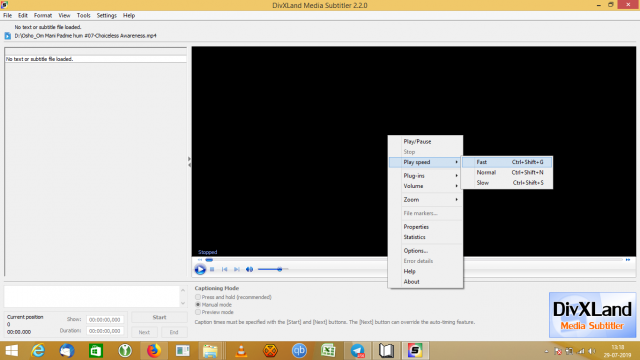 DivXLand Media Subtitler 2.2.0
File Edit Format View Tools Settings Help
No text or subtitle file loaded.
D:\Osho_Om Mani Padme hum #07-Choiceless Awareness.mp4
No text or subtitle file loaded.
Play/Pause
Stop
Play speed
Fast Ctrl+Shift+G
Normal Ctrl+Shift+N
Slow Ctrl+Shift+S
Plug-ins
Volume
Zoom
File markers...
Properties
Statistics
Options...
Error details
Help
About
Stopped
Current position
0
00:00,000
Show: 00:00:00,000
Duration: 00:00:00,000
Start
Next End
Captioning Mode
Press and hold (recommended)
Manual mode
Preview mode
Caption times must be specified with the [Start] and [Next] buttons. The [Next] button can override the auto-timing feature.
DivXLand
Media Subtitler
13:18
29-07-2019